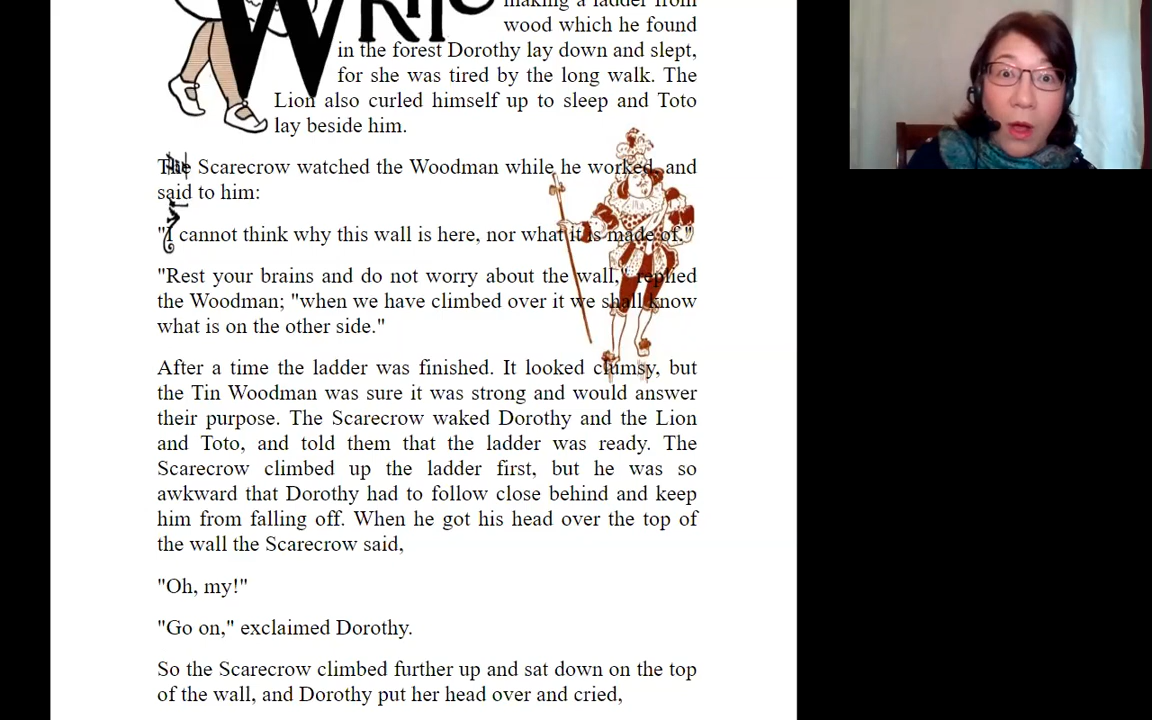 making a ladder from
wood which he found
in the forest Dorothy lay down and slept,
for she was tired by the long walk. The
Lion also curled himself up to sleep and Toto
lay beside him.
The Scarecrow watched the Woodman while he worked, and
said to him:
"I cannot think why this wall is here, nor what it is made of."
"Rest your brains and do not worry about the wall," replied
the Woodman; "when we have climbed over it we shall know
what is on the other side."
After a time the ladder was finished. It looked clumsy, but
the Tin Woodman was sure it was strong and would answer
their purpose. The Scarecrow waked Dorothy and the Lion
and Toto, and told them that the ladder was ready. The
Scarecrow climbed up the ladder first, but he was so
awkward that Dorothy had to follow close behind and keep
him from falling off. When he got his head over the top of
the wall the Scarecrow said,
"Oh, my!"
"Go on," exclaimed Dorothy.
So the Scarecrow climbed further up and sat down on the top
of the wall, and Dorothy put her head over and cried,